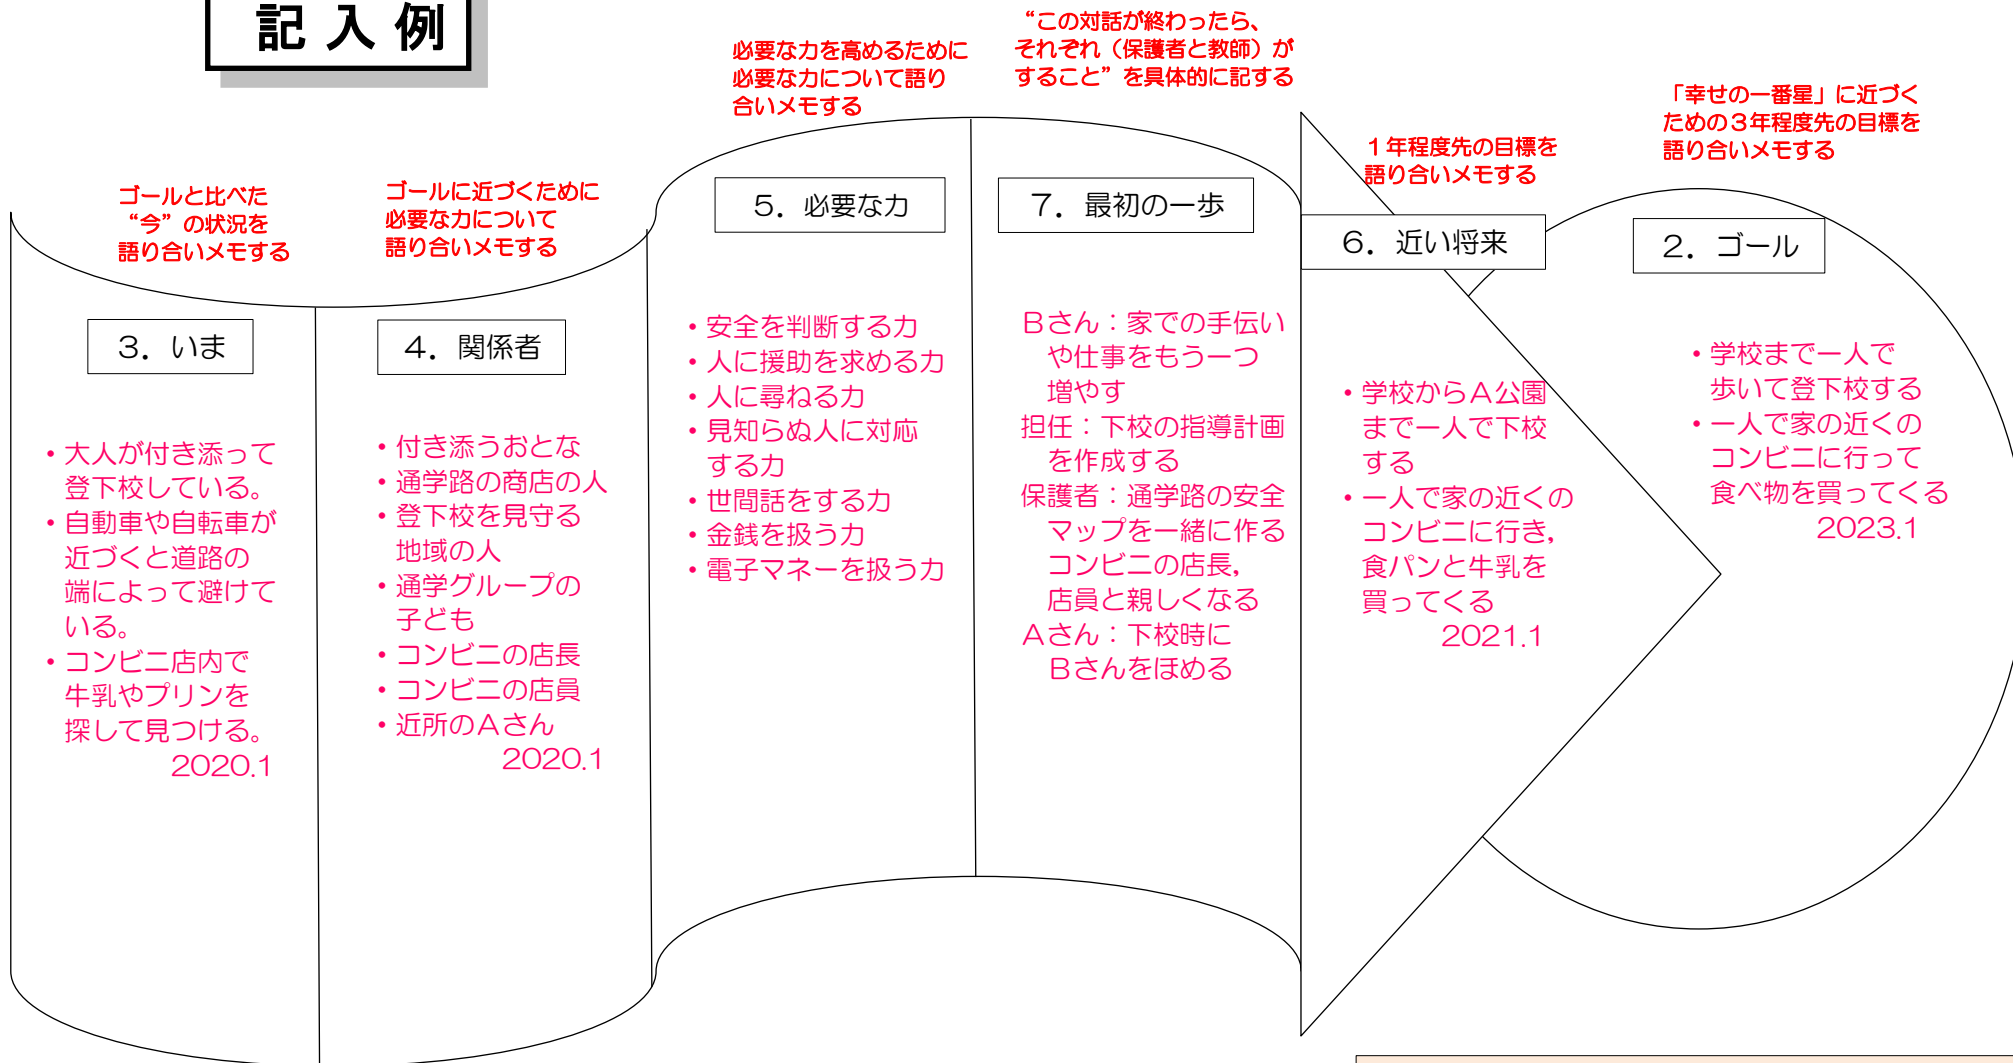 記入例
ゴールと比べた
“今”の状況を
語り合いメモする
3．いま
・大人が付き添って
登下校している。
・自動車や自転車が
近づくと道路の
端によって避けて
いる。
・コンビニ店内で
牛乳やプリンを
探して見つける。
2020.1
ゴールに近づくために
必要な力について
語り合いメモする
4．関係者
・付き添うおとな
・通学路の商店の人
・登下校を見守る
地域の人
・通学グループの
子ども
・コンビニの店長
・コンビニの店員
・近所のＡさん
2020.1
必要な力を高めるために
必要な力について語り
合いメモする
5．必要な力
・安全を判断する力
・人に援助を求める力
・人に尋ねる力
・見知らぬ人に対応
する力
・世間話をする力
・金銭を扱う力
・電子マネーを扱う力
“この対話が終わったら、
それぞれ（保護者と教師）が
すること”を具体的に記する
7．最初の一歩
Ｂさん：家での手伝い
や仕事をもう一つ
増やす
担任：下校の指導計画
を作成する
保護者：通学路の安全
マップを一緒に作る
コンビニの店長，
店員と親しくなる
Ａさん：下校時に
Ｂさんをほめる
１年程度先の目標を
語り合いメモする
6．近い将来
・学校からＡ公園
まで一人で下校
する
・一人で家の近くの
コンビニに行き，
食パンと牛乳を
買ってくる
2021.1
「幸せの一番星」に近づく
ための３年程度先の目標を
語り合いメモする
2．ゴール
・学校まで一人で
歩いて登下校する
・一人で家の近くの
コンビニに行って
食べ物を買ってくる
2023.1